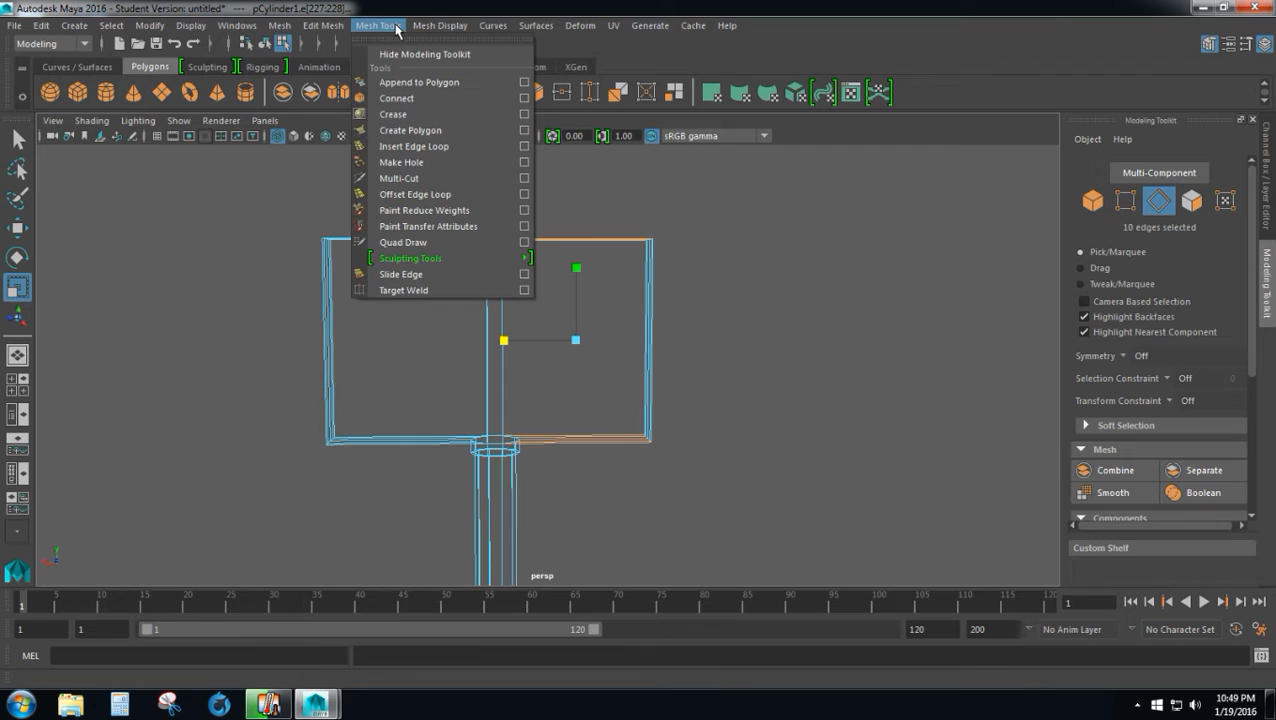 Autodesk Maya 2016 - Student Version: untitled*   ---   pCylinder1.e[227:228]...
File Edit Create Select Modify Display Windows Mesh Edit Mesh Mesh Tools Mesh Display Curves Surfaces Deform UV Generate Cache Help
Modeling
Hide Modeling Toolkit
Curves / Surfaces Polygons Sculpting Rigging Animation XGen
Tools
Append to Polygon
Connect
Crease
Create Polygon
Insert Edge Loop
Make Hole
Multi-Cut
Offset Edge Loop
Paint Reduce Weights
Paint Transfer Attributes
Quad Draw
Sculpting Tools
Slide Edge
Target Weld
View Shading Lighting Show Renderer Panels
0.00 1.00 sRGB gamma
persp
Modeling Toolkit
Object Help
Multi-Component
10 edges selected
Pick/Marquee
Drag
Tweak/Marquee
Camera Based Selection
Highlight Backfaces
Highlight Nearest Component
Symmetry Off
Selection Constraint Off 0
Transform Constraint Off
Soft Selection
Mesh
Combine Separate
Smooth Boolean
Components
Custom Shelf
Channel Box / Layer Editor
Modeling Toolkit
5 10 15 20 25 30 35 40 45 50 55 60 65 70 75 80 85 90 95 100 105 110 115 120
1 1
1 1 1 120 120 200 No Anim Layer No Character Set
MEL
10:49 PM
1/19/2016